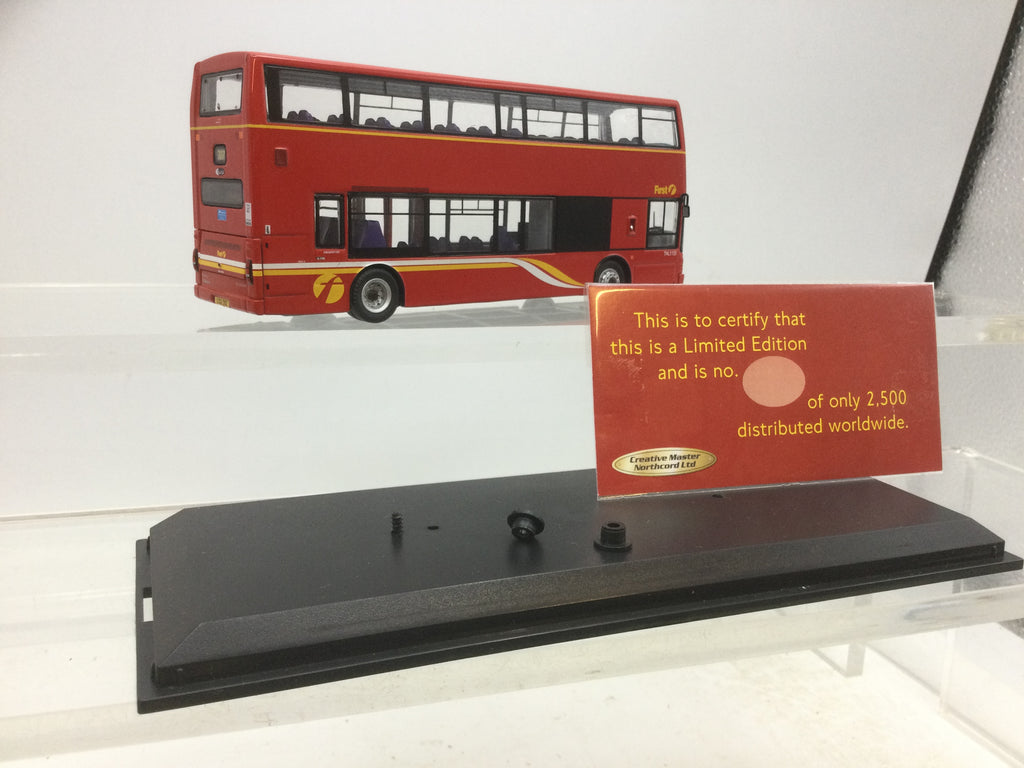 First
This is to certify that
this is a Limited Edition
and is no.
of only 2,500
distributed worldwide.
Creative Master
Northcord Ltd